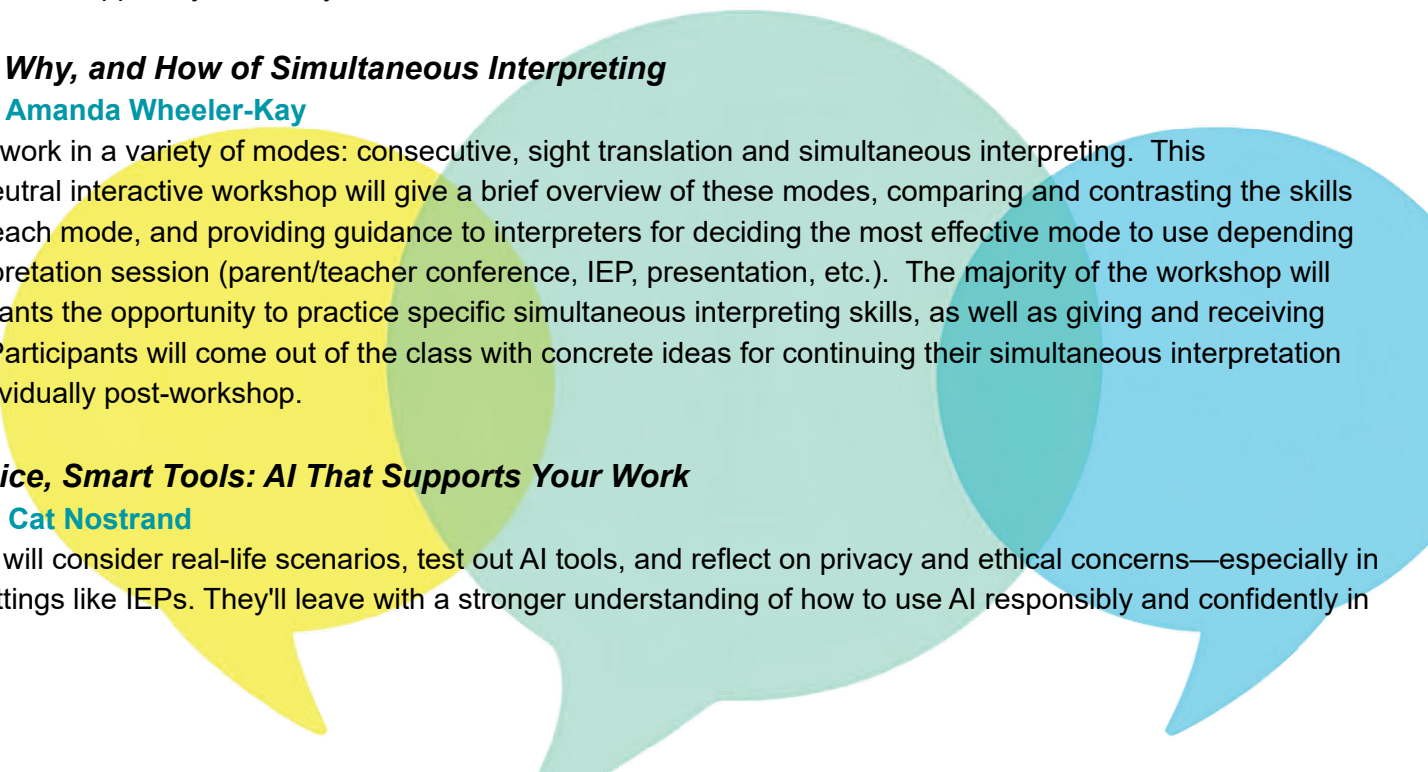 Why, and How of Simultaneous Interpreting
Amanda Wheeler-Kay
work in a variety of modes: consecutive, sight translation and simultaneous interpreting.  This
eutral interactive workshop will give a brief overview of these modes, comparing and contrasting the skills
each mode, and providing guidance to interpreters for deciding the most effective mode to use depending
pretation session (parent/teacher conference, IEP, presentation, etc.).  The majority of the workshop will
ants the opportunity to practice specific simultaneous interpreting skills, as well as giving and receiving
Participants will come out of the class with concrete ideas for continuing their simultaneous interpretation
vidually post-workshop.
ice, Smart Tools: AI That Supports Your Work
Cat Nostrand
will consider real-life scenarios, test out AI tools, and reflect on privacy and ethical concerns—especially in
ttings like IEPs. They'll leave with a stronger understanding of how to use AI responsibly and confidently in